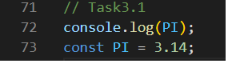 71 // Task3.1
72 console.log(PI);
73 const PI = 3.14;